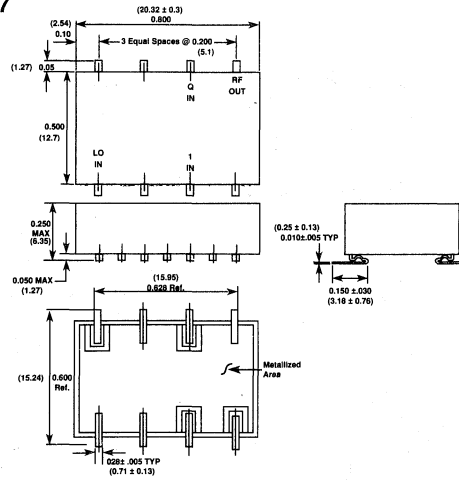 7
(20.32 ± 0.3)
0.800
(2.54)
0.10
3 Equal Spaces @ 0.200
(5.1)
(1.27) 0.05
Q
IN
RF
OUT
0.500
(12.7)
LO
IN
1
IN
0.250
MAX
(6.35)
0.050 MAX
(1.27)
(0.25 ± 0.13)
0.010±.005 TYP
0.150 ±.030
(3.18 ± 0.76)
(15.95)
0.628 Ref.
(15.24) 0.600
Ref.
Metallized
Area
028± .005 TYP
(0.71 ± 0.13)